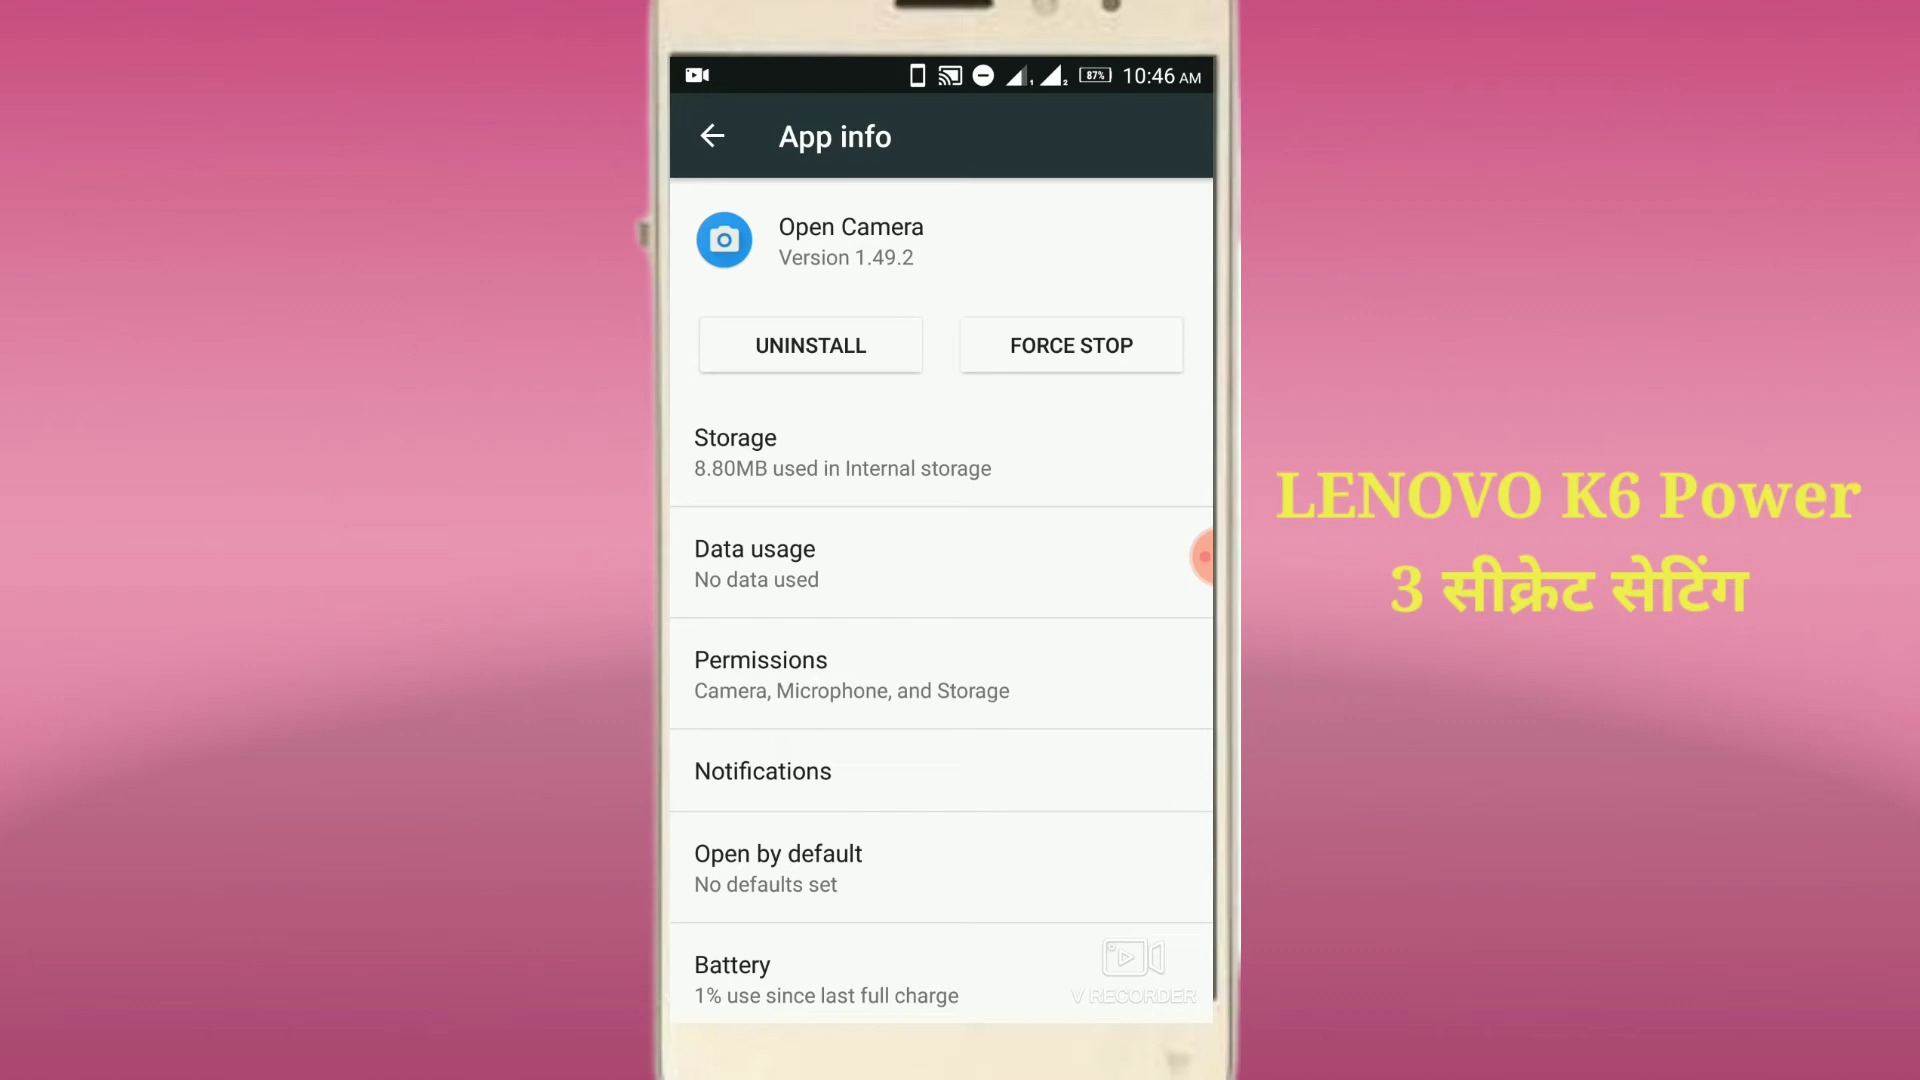 87% 10:46 AM
App info
Open Camera
Version 1.49.2
UNINSTALL FORCE STOP
Storage
8.80MB used in Internal storage
Data usage
No data used
Permissions
Camera, Microphone, and Storage
Notifications
Open by default
No defaults set
Battery
1% use since last full charge
V RECORDER
LENOVO K6 Power
3 सीक्रेट सेटिंग